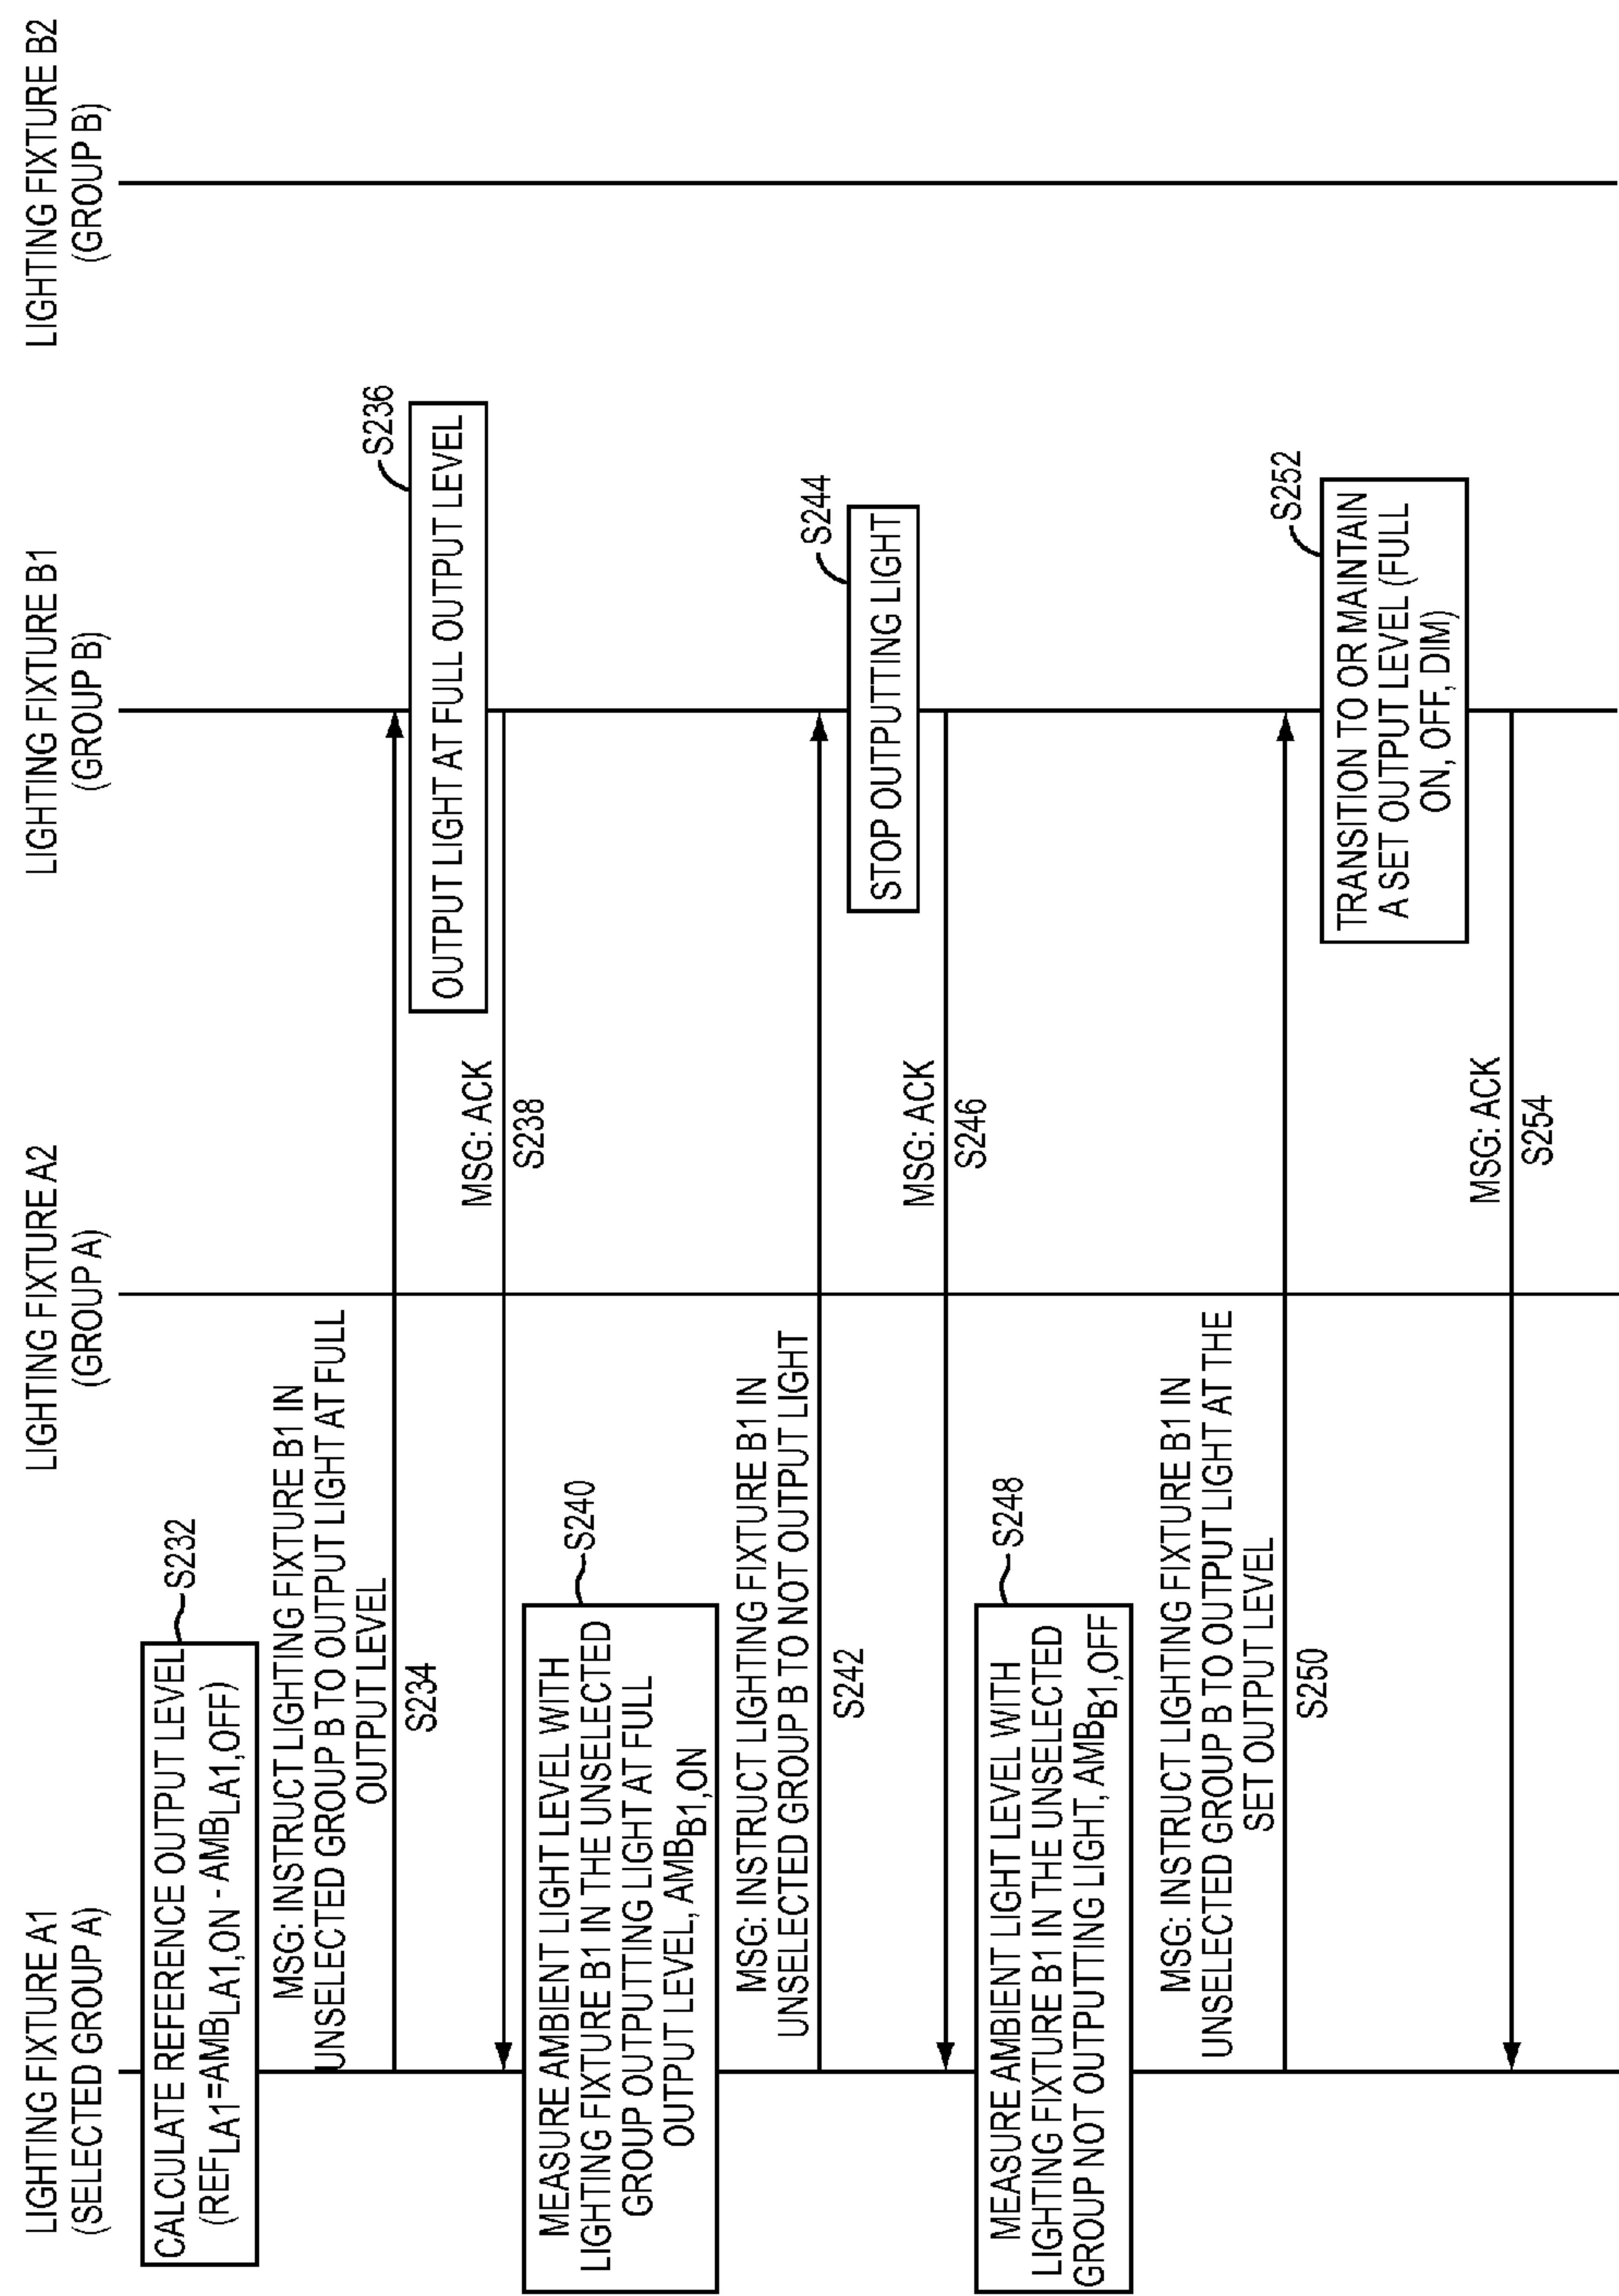 LIGHTING FIXTURE A1
(SELECTED GROUP A)
LIGHTING FIXTURE A2
(GROUP A)
LIGHTING FIXTURE B1
(GROUP B)
LIGHTING FIXTURE B2
(GROUP B)
CALCULATE REFERENCE OUTPUT LEVEL
(REFLA1=AMBLA1,ON - AMBLA1,OFF)
S232
MSG: INSTRUCT LIGHTING FIXTURE B1 IN
UNSELECTED GROUP B TO OUTPUT LIGHT AT FULL
OUTPUT LEVEL
S234
S236
OUTPUT LIGHT AT FULL OUTPUT LEVEL
MSG: ACK
S238
S240
MEASURE AMBIENT LIGHT LEVEL WITH
LIGHTING FIXTURE B1 IN THE UNSELECTED
GROUP OUTPUTTING LIGHT AT FULL
OUTPUT LEVEL, AMBB1,ON
MSG: INSTRUCT LIGHTING FIXTURE B1 IN
UNSELECTED GROUP B TO NOT OUTPUT LIGHT
S242
S244
STOP OUTPUTTING LIGHT
MSG: ACK
S246
S248
MEASURE AMBIENT LIGHT LEVEL WITH
LIGHTING FIXTURE B1 IN THE UNSELECTED
GROUP NOT OUTPUTTING LIGHT, AMBB1,OFF
MSG: INSTRUCT LIGHTING FIXTURE B1 IN
UNSELECTED GROUP B TO OUTPUT LIGHT AT THE
SET OUTPUT LEVEL
S250
S252
TRANSITION TO OR MAINTAIN
A SET OUTPUT LEVEL (FULL
ON, OFF, DIM)
MSG: ACK
S254